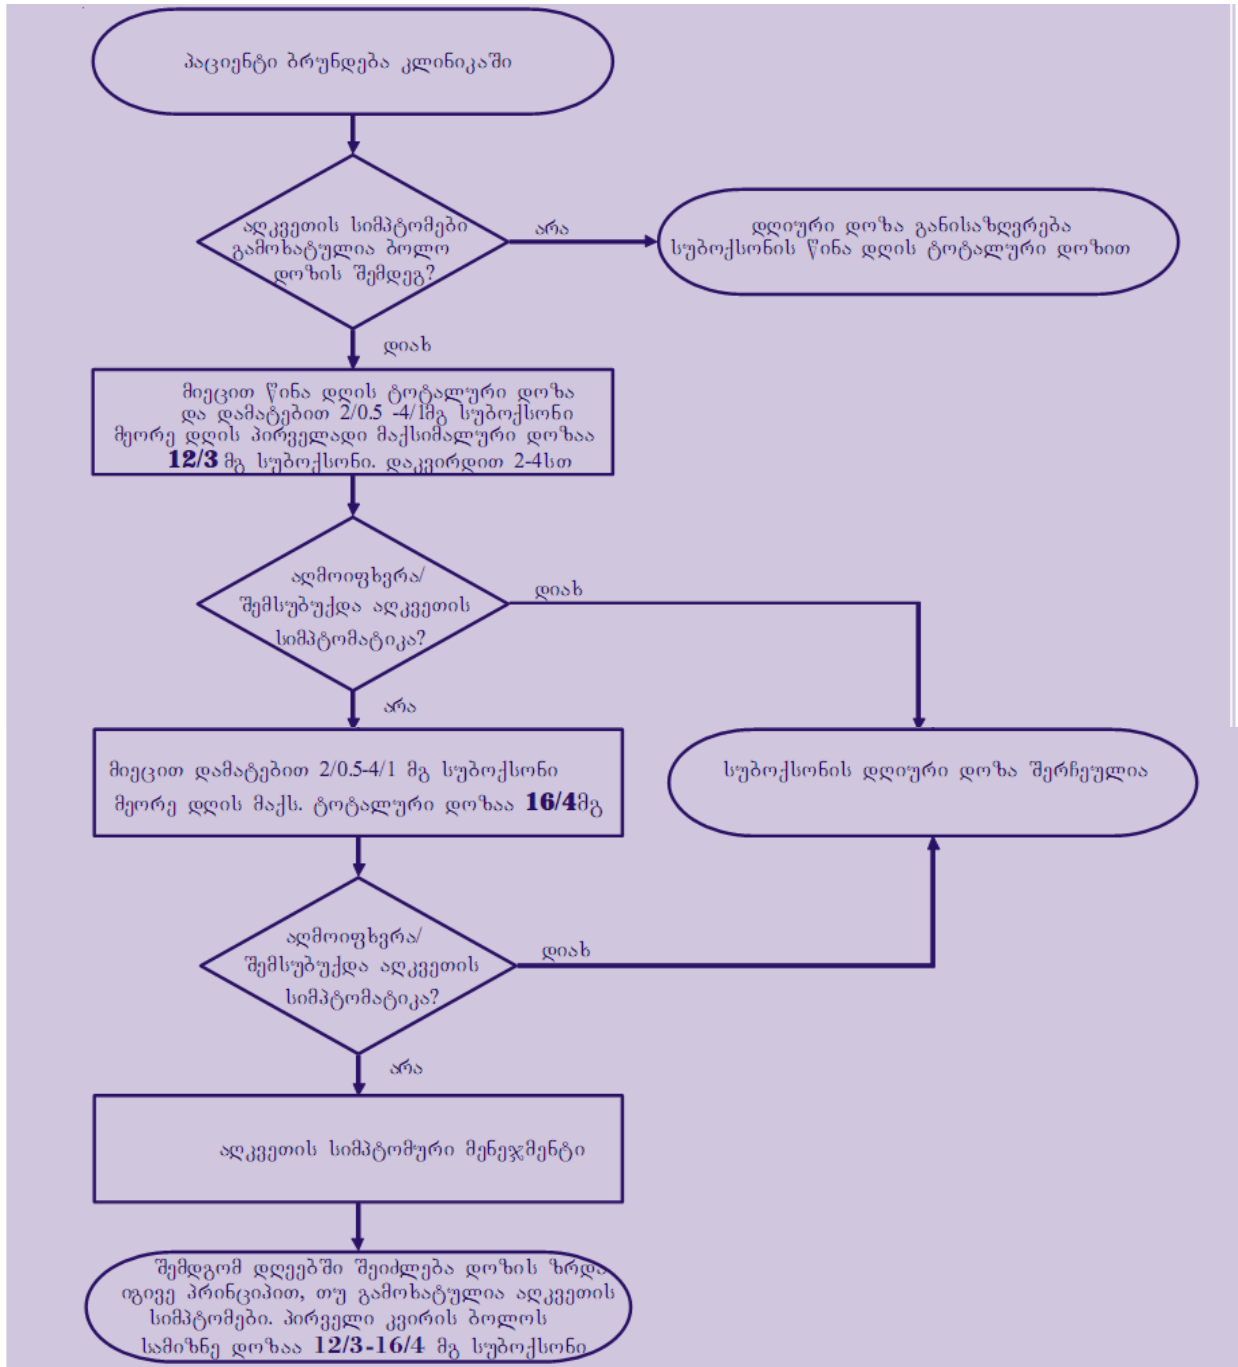 პაციენტი ბრუნდება კლინიკაში
აღკვეთის სიმპტომები
გამოხატულია ბოლო
დოზის შემდეგ?
არა
დღიური დოზა განისაზღვრება
სუბოქსონის წინა დღის ტოტალური დოზით
დიახ
მიეცით წინა დღის ტოტალური დოზა
და დამატებით 2/0.5 -4/1მგ სუბოქსონი
მეორე დღის პირველადი მაქსიმალური დოზაა
12/3 მგ სუბოქსონი. დაკვირდით 2-4სთ
აღმოიფხვრა/
შემსუბუქდა აღკვეთის
სიმპტომატიკა?
დიახ
არა
მიეცით დამატებით 2/0.5-4/1 მგ სუბოქსონი
მეორე დღის მაქს. ტოტალური დოზაა 16/4მგ
სუბოქსონის დღიური დოზა შერჩეულია
აღმოიფხვრა/
შემსუბუქდა აღკვეთის
სიმპტომატიკა?
დიახ
არა
აღკვეთის სიმპტომური მენეჯმენტი
შემდგომ დღეებში შეიძლება დოზის ზრდა
იგივე პრინციპით, თუ გამოხატულია აღკვეთის
სიმპტომები. პირველი კვირის ბოლოს
სამიზნე დოზაა 12/3-16/4 მგ სუბოქსონი